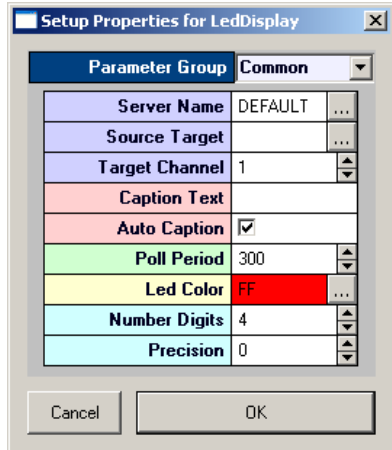 Setup Properties for LedDisplay
Parameter Group Common
Server Name DEFAULT ...
Source Target ...
Target Channel 1
Caption Text
Auto Caption
Poll Period 300
Led Color FF ...
Number Digits 4
Precision 0
Cancel OK